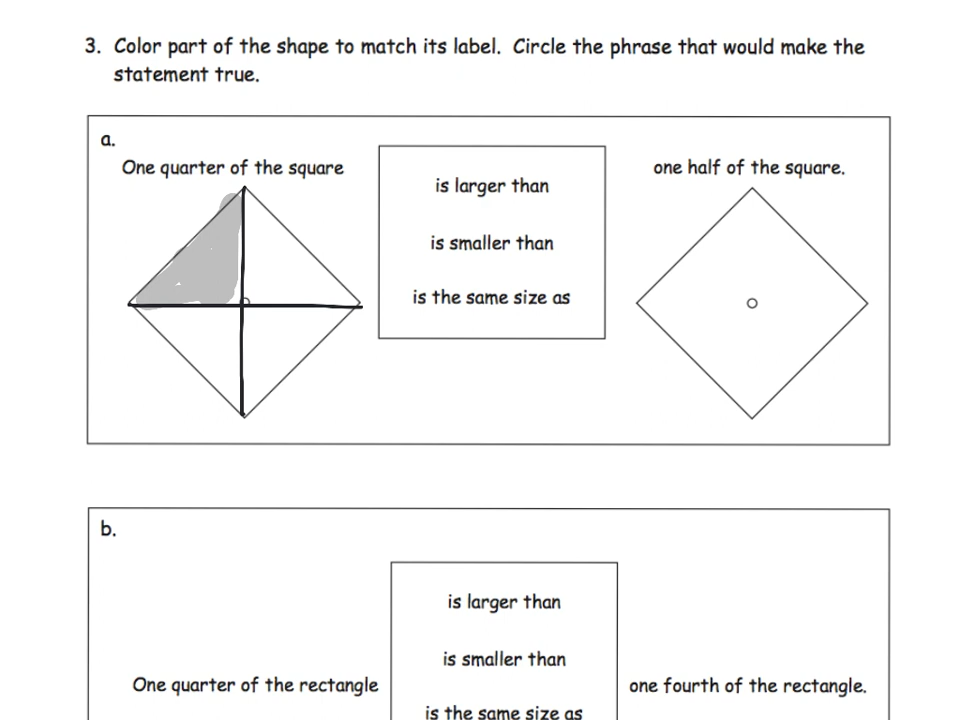 3. Color part of the shape to match its label. Circle the phrase that would make the
statement true.
a.
One quarter of the square
is larger than
is smaller than
is the same size as
one half of the square.
b.
is larger than
is smaller than
One quarter of the rectangle
is the same size as
one fourth of the rectangle.